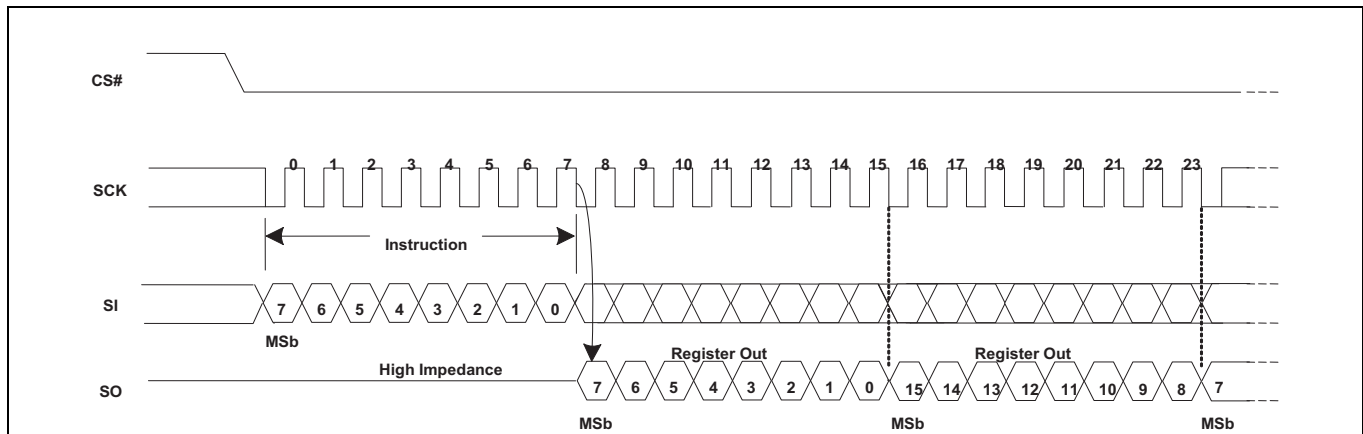 CS#
0 1 2 3 4 5 6 7 8 9 10 11 12 13 14 15 16 17 18 19 20 21 22 23
SCK
Instruction
SI
7 6 5 4 3 2 1 0
MSb
High Impedance
Register Out
Register Out
SO
7 6 5 4 3 2 1 0 15 14 13 12 11 10 9 8 7
MSb
MSb
MSb